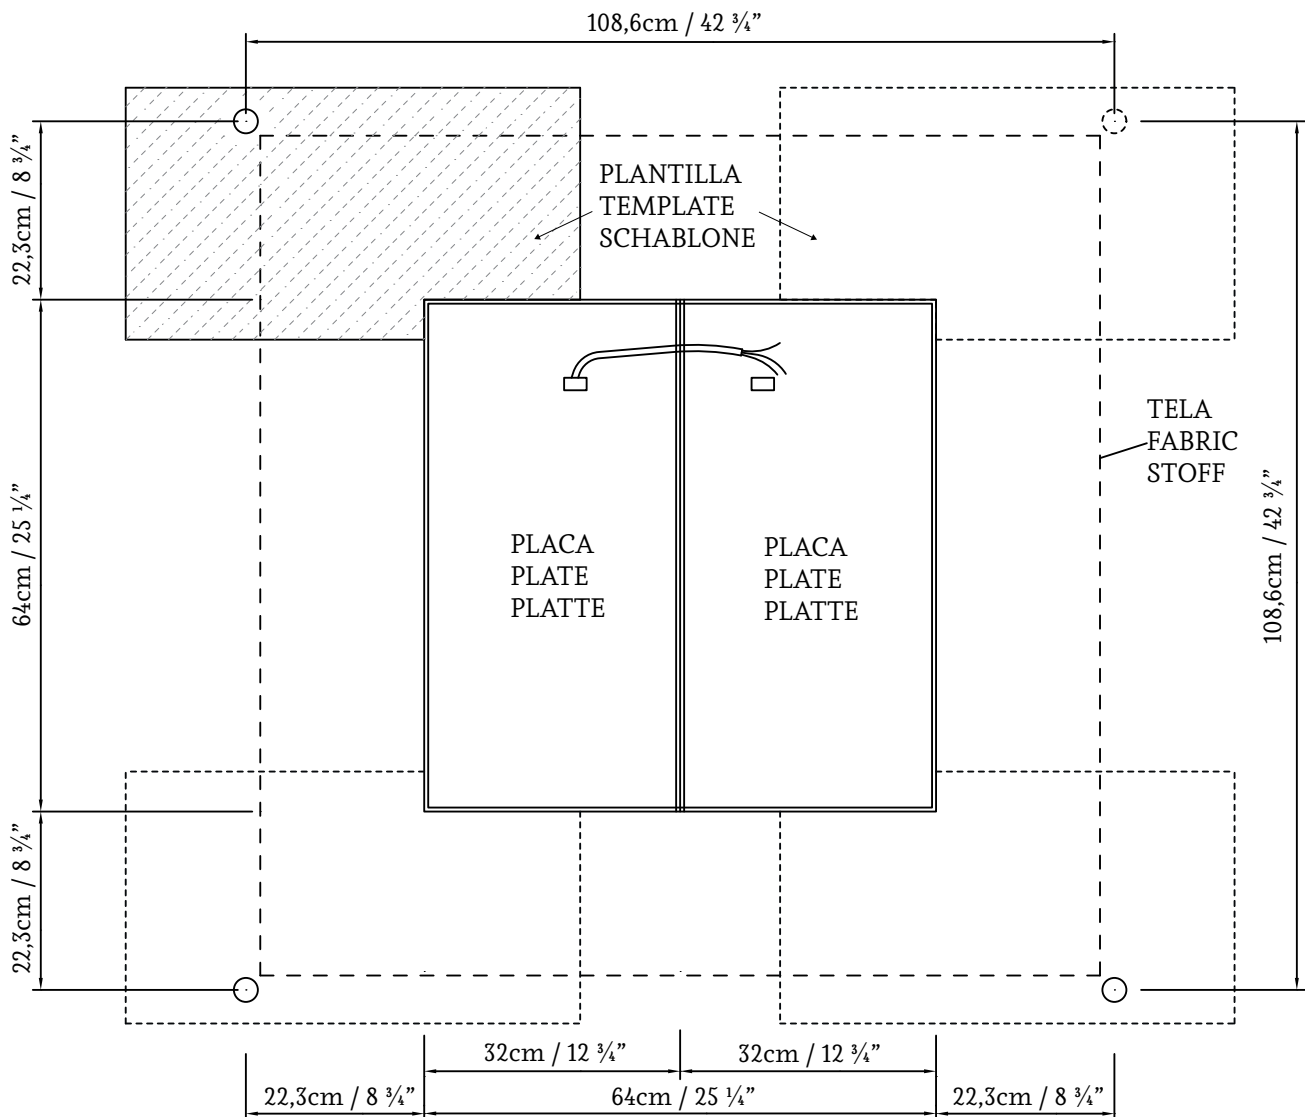 108,6cm / 42 ¾”
22,3cm / 8 ¾”
PLANTILLA
TEMPLATE
SCHABLONE
TELA
FABRIC
STOFF
64cm / 25 ¼”
108,6cm / 42 ¾”
PLACA
PLATE
PLATTE
PLACA
PLATE
PLATTE
22,3cm / 8 ¾”
32cm / 12 ¾”
32cm / 12 ¾”
22,3cm / 8 ¾”
64cm / 25 ¼”
22,3cm / 8 ¾”